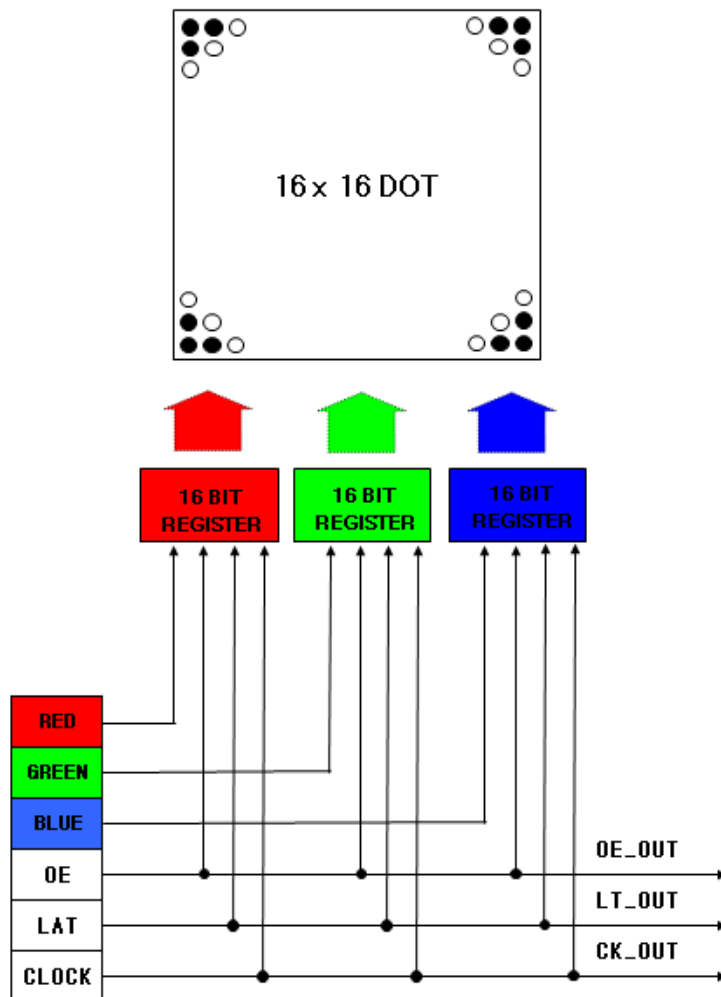 16 x 16 DOT
16 BIT
REGISTER
16 BIT
REGISTER
16 BIT
REGISTER
RED
GREEN
BLUE
OE
OE_OUT
LAT
LT_OUT
CLOCK
CK_OUT